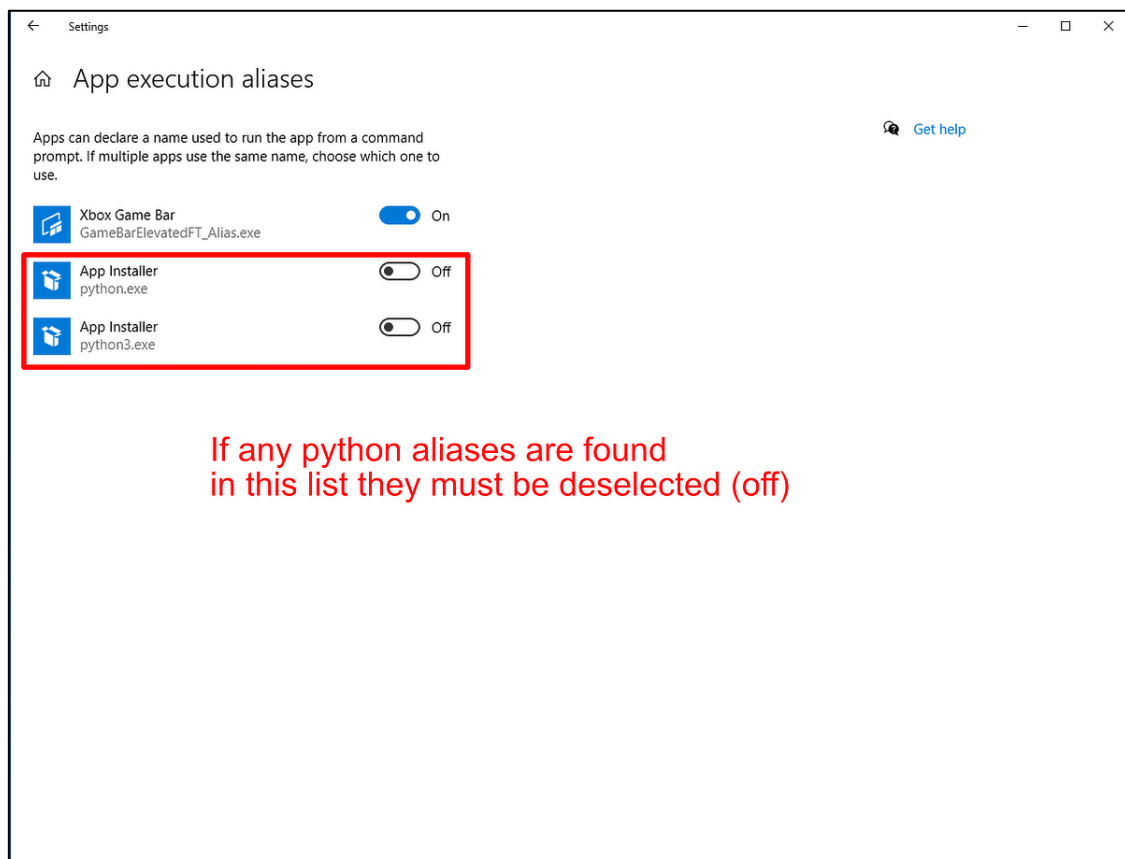 Settings
App execution aliases
Apps can declare a name used to run the app from a command
prompt. If multiple apps use the same name, choose which one to
use.
Get help
Xbox Game Bar
On
GameBarElevatedFT_Alias.exe
App Installer
Off
python.exe
App Installer
Off
python3.exe
If any python aliases are found
in this list they must be deselected (off)